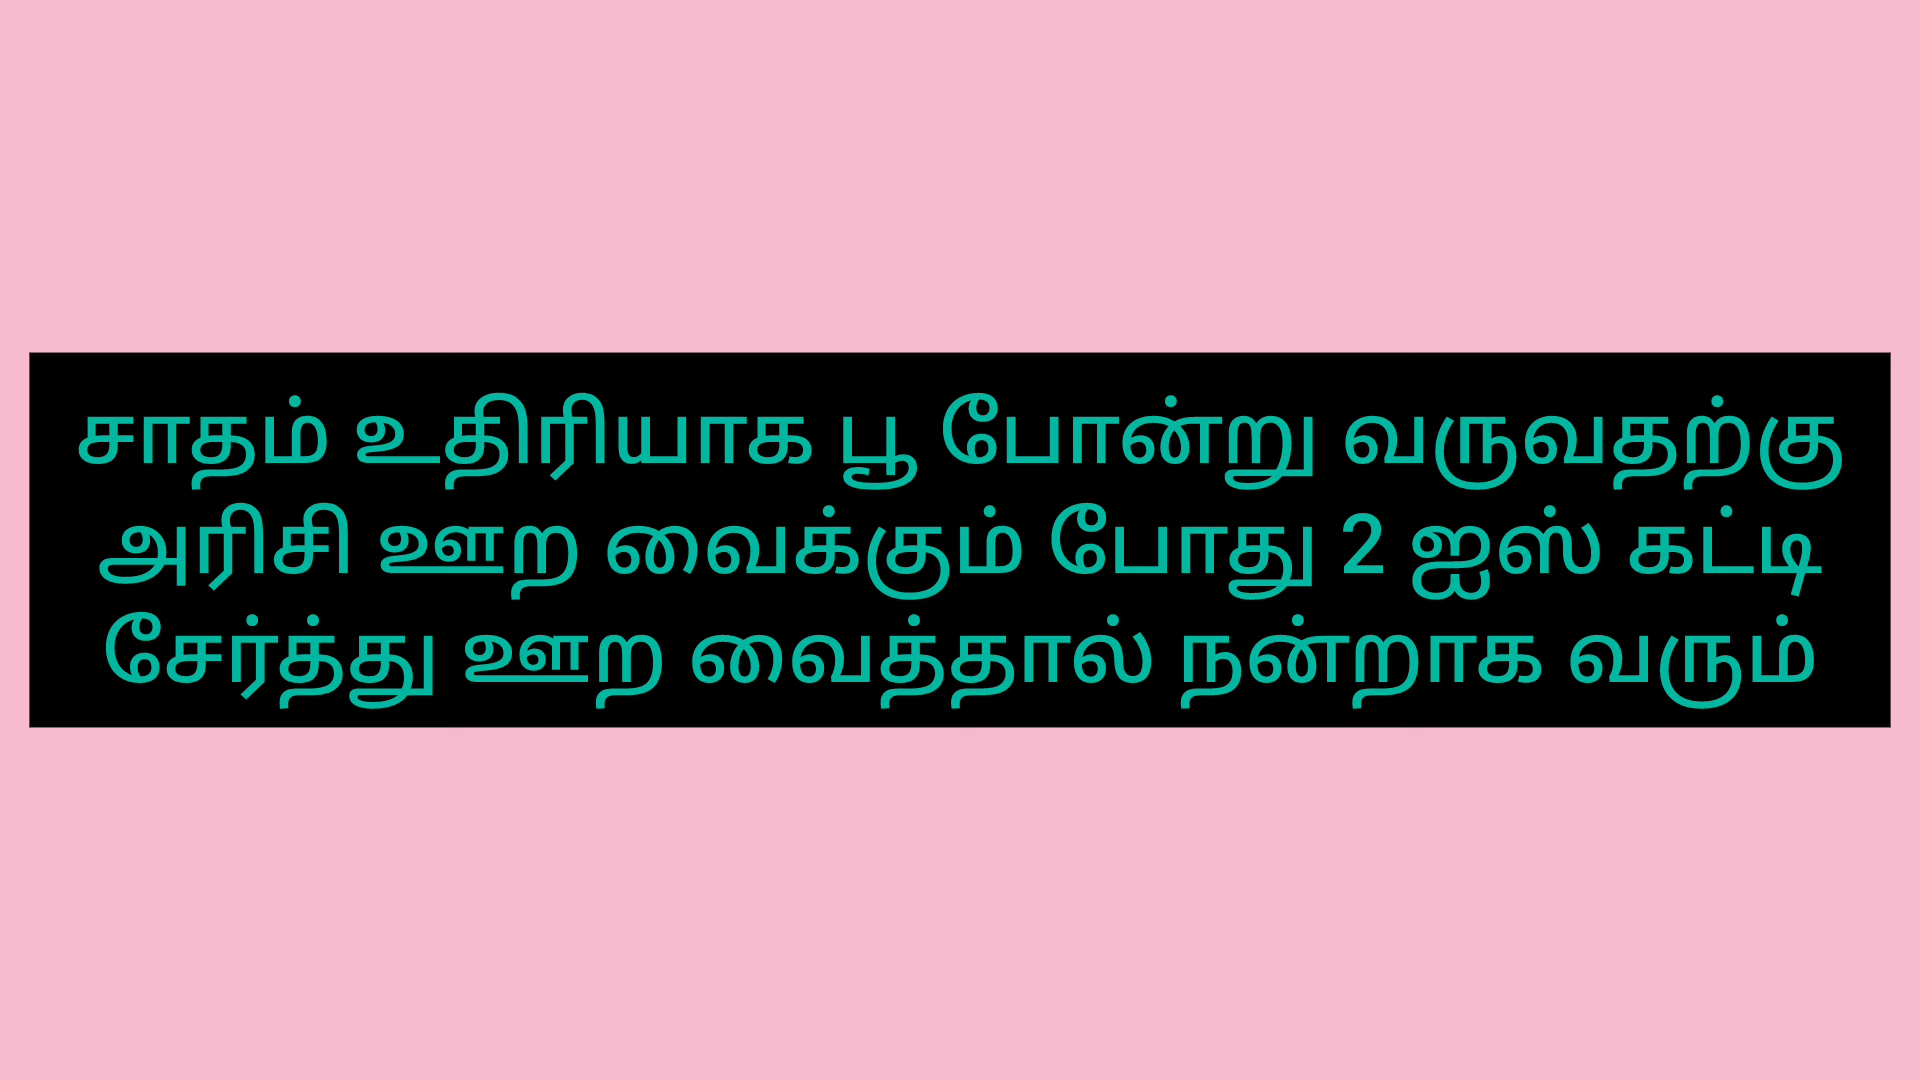 சாதம் உதிரியாக பூ போன்று வருவதற்கு
அரிசி ஊற வைக்கும் போது 2 ஐஸ் கட்டி
சேர்த்து ஊற வைத்தால் நன்றாக வரும்